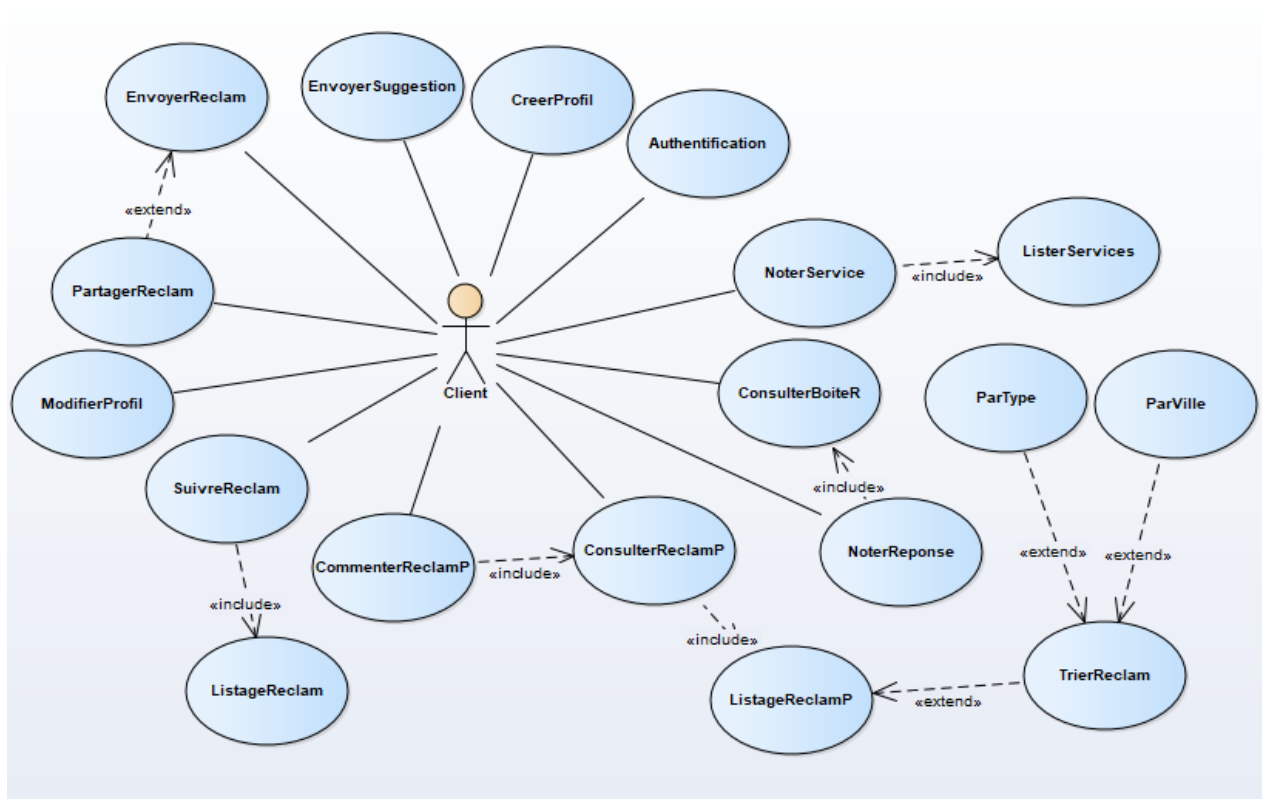 EnvoyerReclam
EnvoyerSuggestion
CreerProfil
Authentification
«extend»
PartagerReclam
NoterService
«include»
ListerServices
ModifierProfil
Client
ConsulterBoiteR
ParType
ParVille
SuivreReclam
«include»
CommenterReclamP
«include»
ConsulterReclamP
NoterReponse
«extend»
«extend»
«include»
«include»
ListageReclam
ListageReclamP
«extend»
TrierReclam